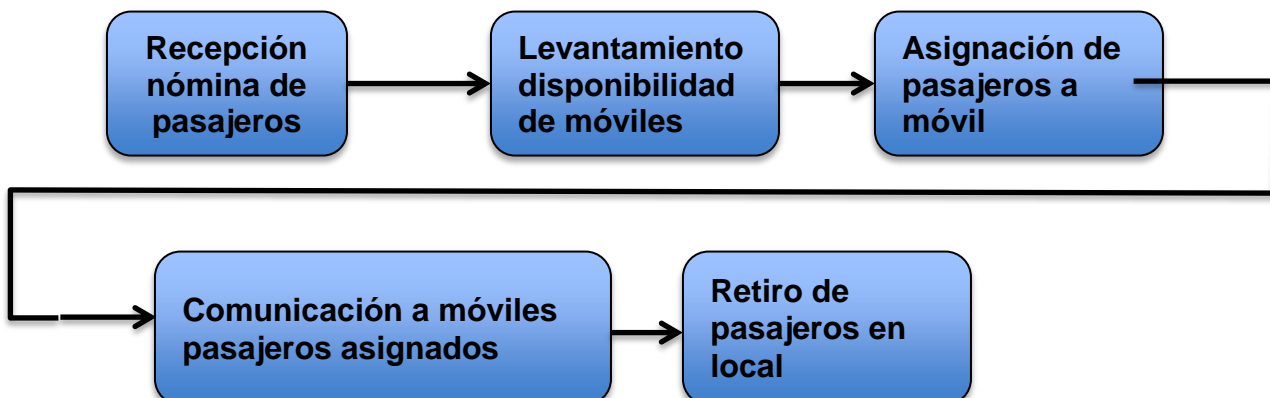 Recepción
nómina de
pasajeros
Levantamiento
disponibilidad
de móviles
Asignación de
pasajeros a
móvil
Comunicación a móviles
pasajeros asignados
Retiro de
pasajeros en
local